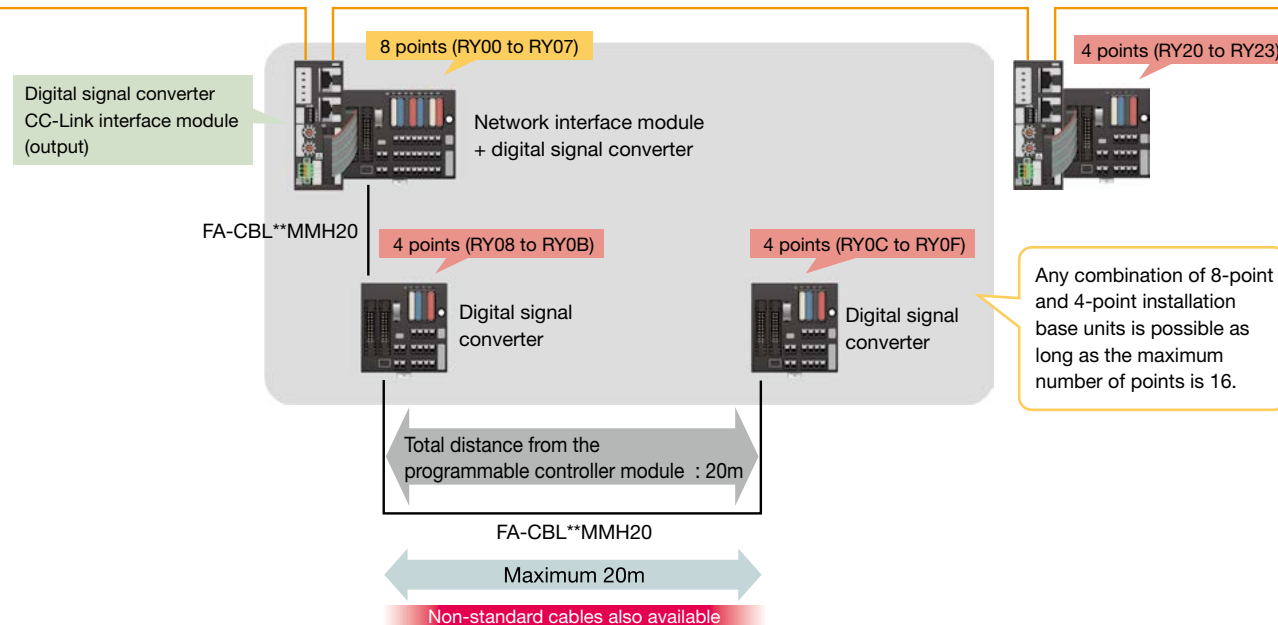 8 points (RY00 to RY07)
4 points (RY20 to RY23)
Digital signal converter
CC-Link interface module
(output)
Network interface module
+ digital signal converter
FA-CBL**MMH20
4 points (RY08 to RY0B)
4 points (RY0C to RY0F)
Digital signal
converter
Digital signal
converter
Any combination of 8-point
and 4-point installation
base units is possible as
long as the maximum
number of points is 16.
Total distance from the
programmable controller module : 20m
FA-CBL**MMH20
Maximum 20m
Non-standard cables also available